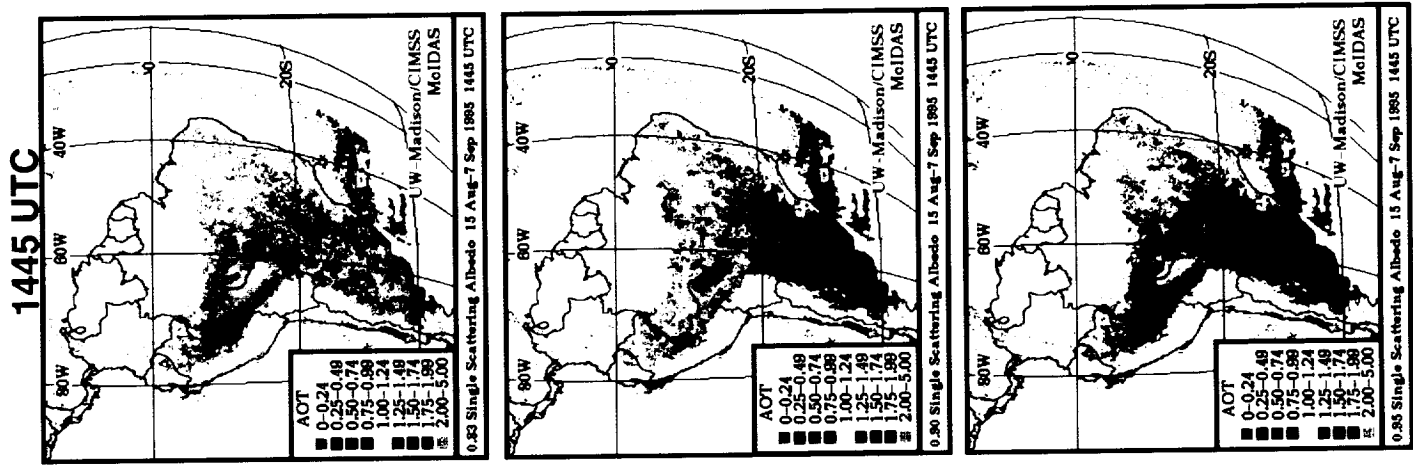 1445 UTC
80W
60W
40W
0
20S
UW-Madison/CIMSS
McIDAS
AOT
0-0.24
0.25-0.49
0.50-0.74
0.75-0.99
1.00-1.24
1.25-1.49
1.50-1.74
1.75-1.99
2.00-5.00
0.83 Single Scattering Albedo 15 Aug-7 Sep 1995 1445 UTC
80W
60W
40W
0
20S
UW-Madison/CIMSS
McIDAS
AOT
0-0.24
0.25-0.49
0.50-0.74
0.75-0.99
1.00-1.24
1.25-1.49
1.50-1.74
1.75-1.99
2.00-5.00
0.90 Single Scattering Albedo 15 Aug-7 Sep 1995 1445 UTC
80W
60W
40W
0
20S
UW-Madison/CIMSS
McIDAS
AOT
0-0.24
0.25-0.49
0.50-0.74
0.75-0.99
1.00-1.24
1.25-1.49
1.50-1.74
1.75-1.99
2.00-5.00
0.95 Single Scattering Albedo 15 Aug-7 Sep 1995 1445 UTC